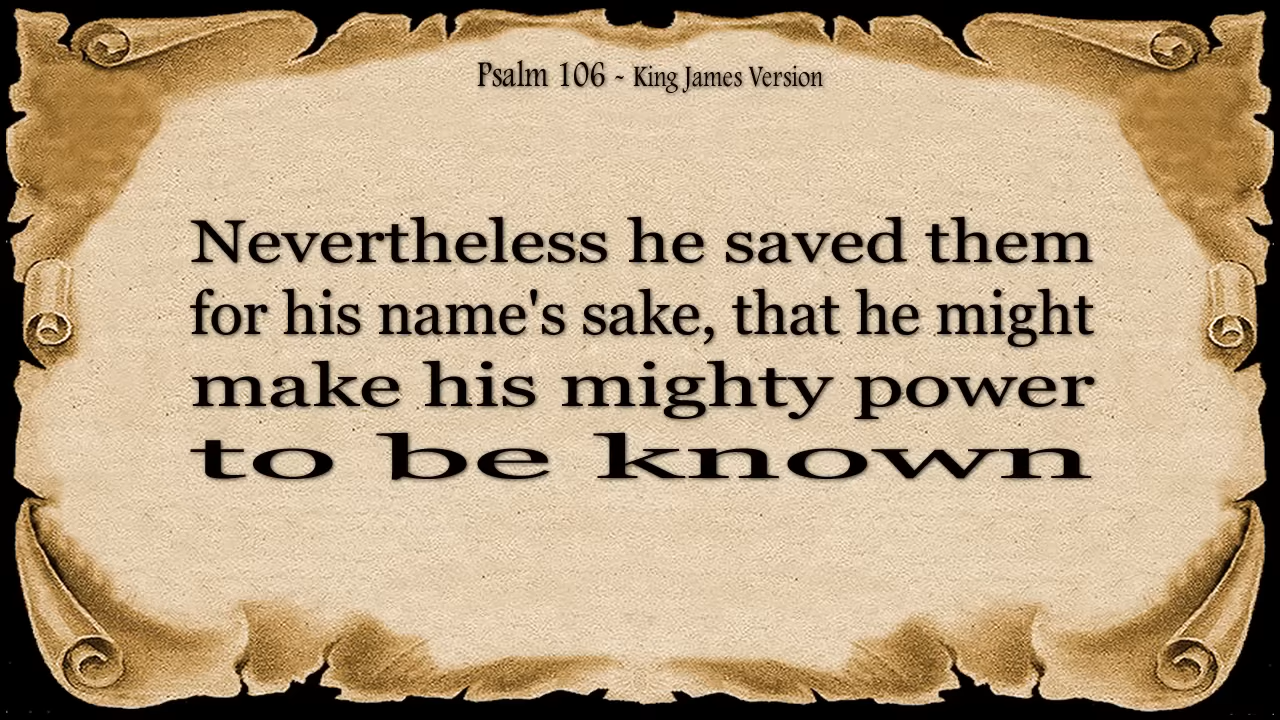 Psalm 106 - King James Version
Nevertheless he saved them
for his name's sake, that he might
make his mighty power
to be known